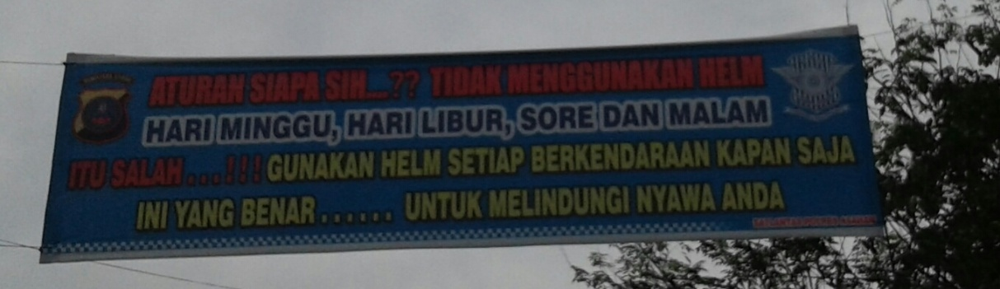 ATURAN SIAPA SIH....?? TIDAK MENGGUNAKAN HELM
HARI MINGGU, HARI LIBUR, SORE DAN MALAM
ITU SALAH ....!!! GUNAKAN HELM SETIAP BERKENDARAAN KAPAN SAJA
INI YANG BENAR ...... UNTUK MELINDUNGI NYAWA ANDA